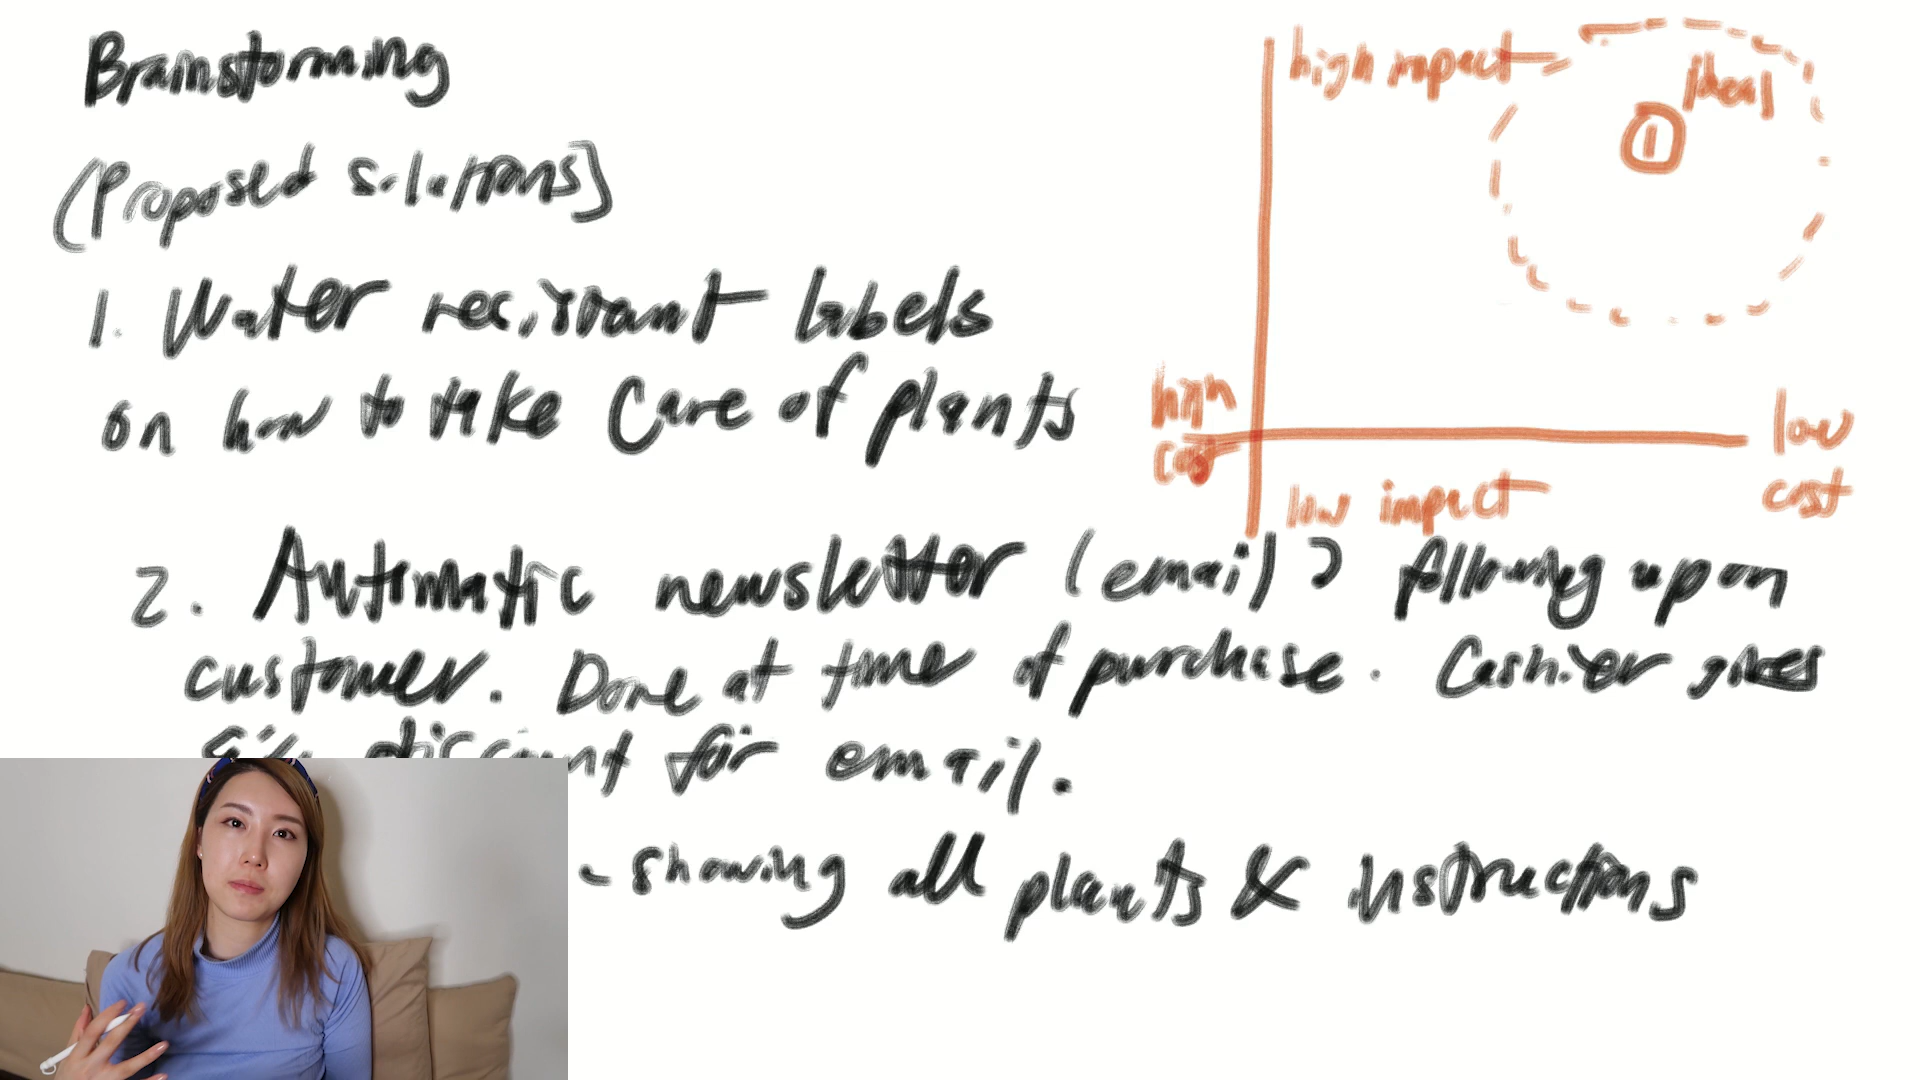 Brainstorming
(Proposed solutions)
1. Water resistant labels
on how to take care of plants
2. Automatic newsletter (email) following up on
customer. Done at time of purchase. Cashier gives
discount for email.
- showing all plants & instructions
high impact
ideal
1
high
cost
low
cost
low impact